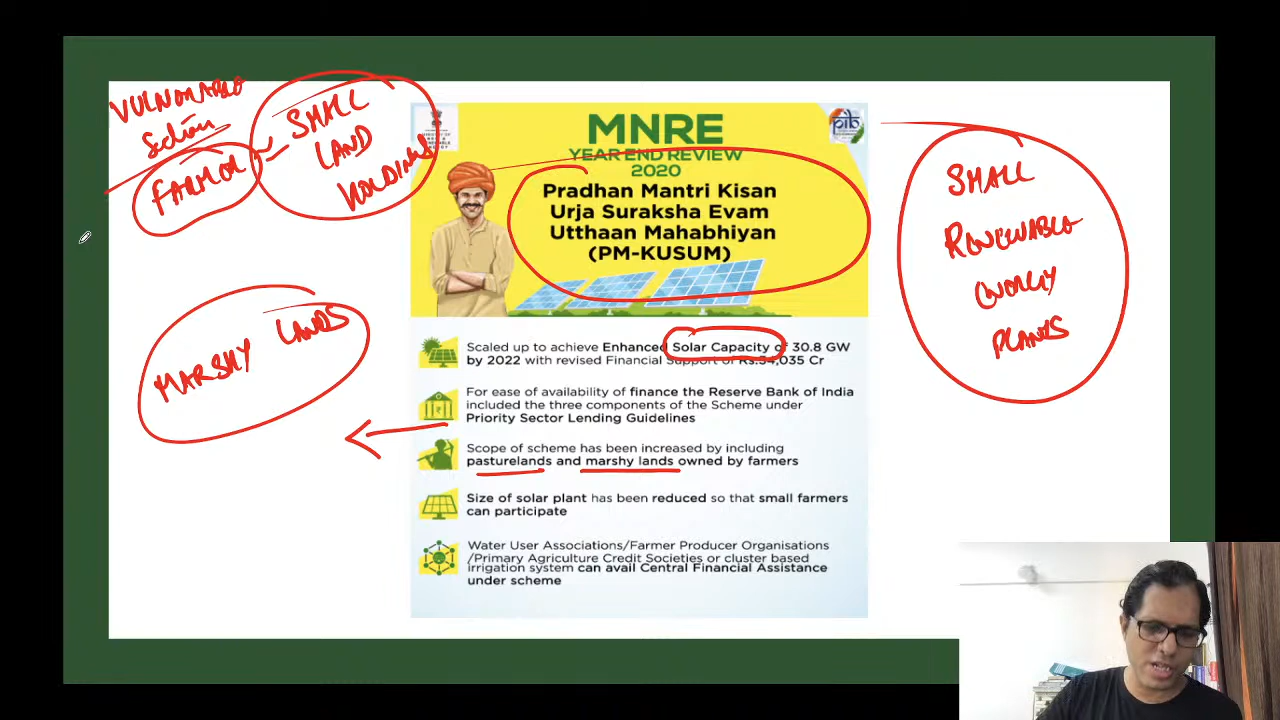 VULNORABLE
Section
FARMOR
SMALL
LAND
HOLDINGS
MARSHY LANDS
MNRE
YEAR END REVIEW
2020
pib
Pradhan Mantri Kisan
Urja Suraksha Evam
Utthaan Mahabhiyan
(PM-KUSUM)
Scaled up to achieve Enhanced Solar Capacity of 30.8 GW
by 2022 with revised Financial Support of Rs.34,035 Cr
For ease of availability of finance the Reserve Bank of India
included the three components of the Scheme under
Priority Sector Lending Guidelines
Scope of scheme has been increased by including
pasturelands and marshy lands owned by farmers
Size of solar plant has been reduced so that small farmers
can participate
Water User Associations/Farmer Producer Organisations
/Primary Agriculture Credit Societies or cluster based
irrigation system can avail Central Financial Assistance
under scheme
SMALL
RENEWABLE
PLANTS